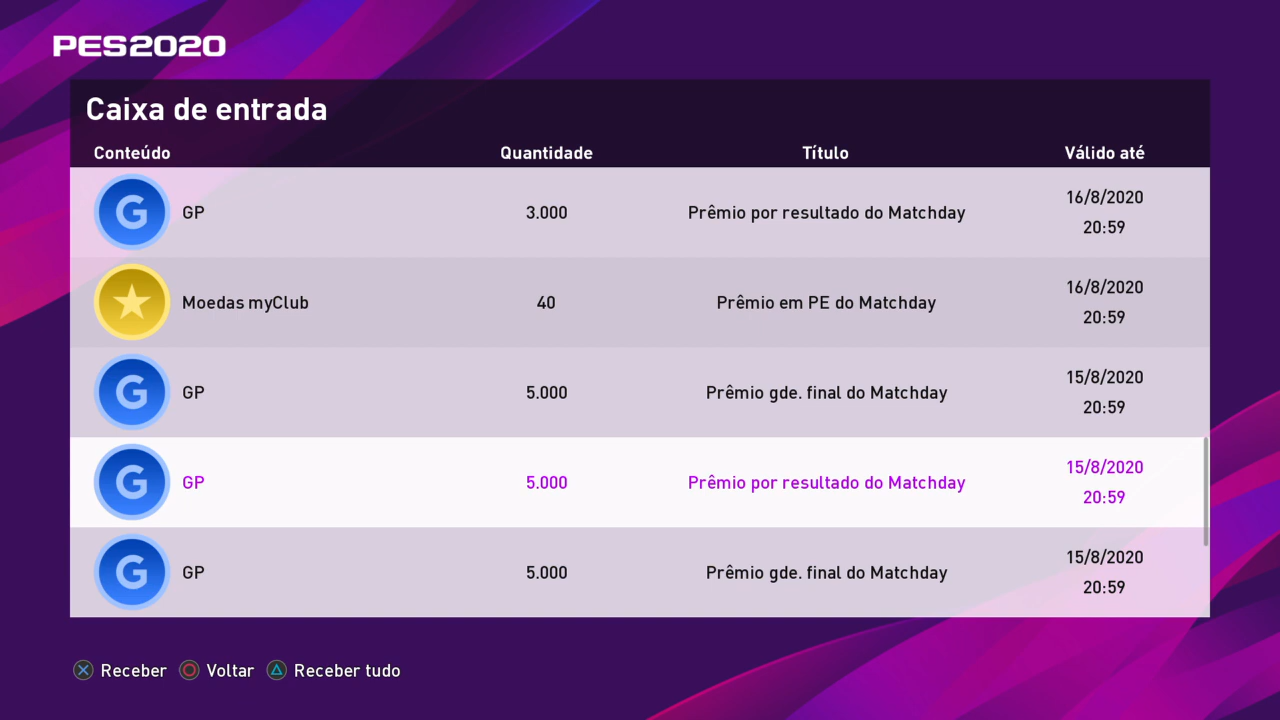 PES2020
Caixa de entrada
Conteúdo Quantidade Título Válido até
GP 3.000 Prêmio por resultado do Matchday 16/8/2020 20:59
Moedas myClub 40 Prêmio em PE do Matchday 16/8/2020 20:59
GP 5.000 Prêmio gde. final do Matchday 15/8/2020 20:59
GP 5.000 Prêmio por resultado do Matchday 15/8/2020 20:59
GP 5.000 Prêmio gde. final do Matchday 15/8/2020 20:59
Receber Voltar Receber tudo